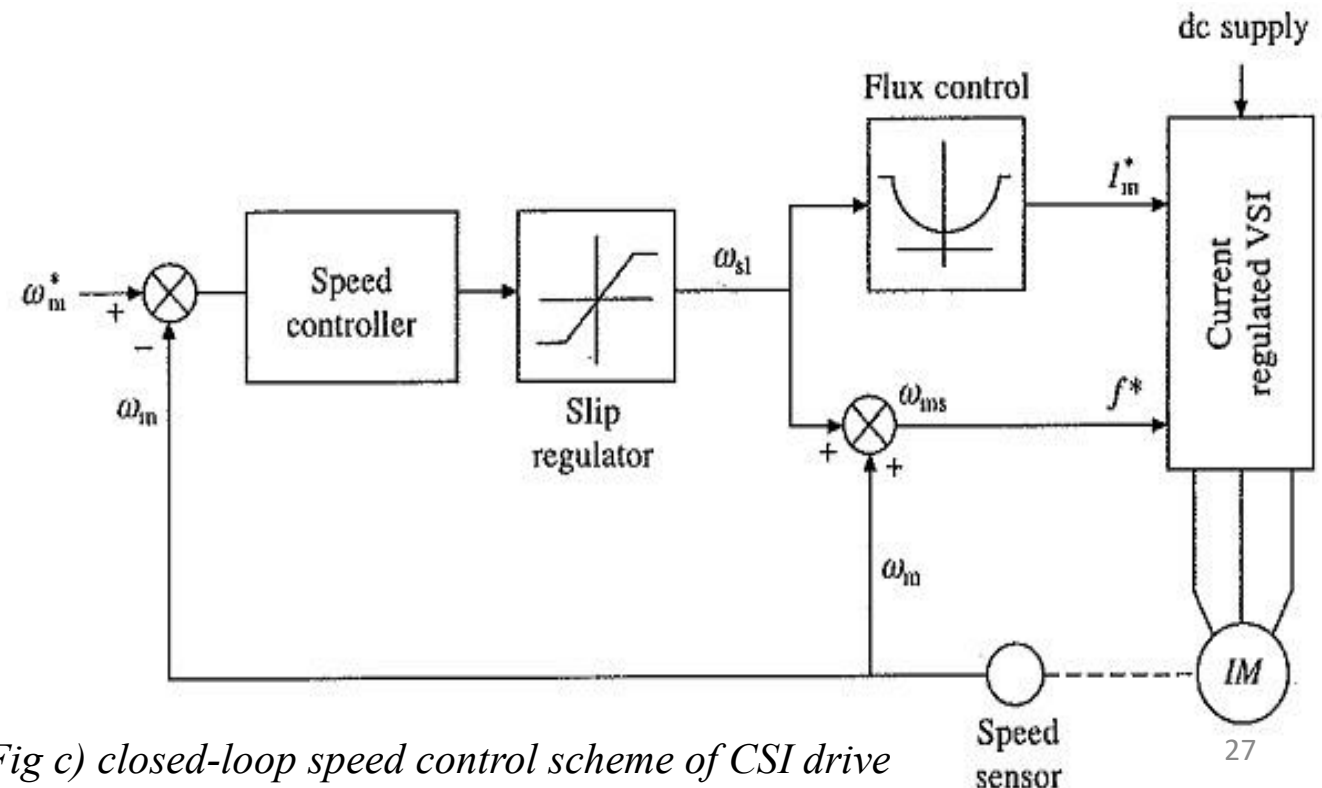 dc supply
Flux control
I*m
Current
regulated VSI
ω*m
+
−
Speed
controller
Slip
regulator
ωsl
ωms
f*
+
+
ωm
ωm
IM
Speed
sensor
Fig c) closed-loop speed control scheme of CSI drive
27